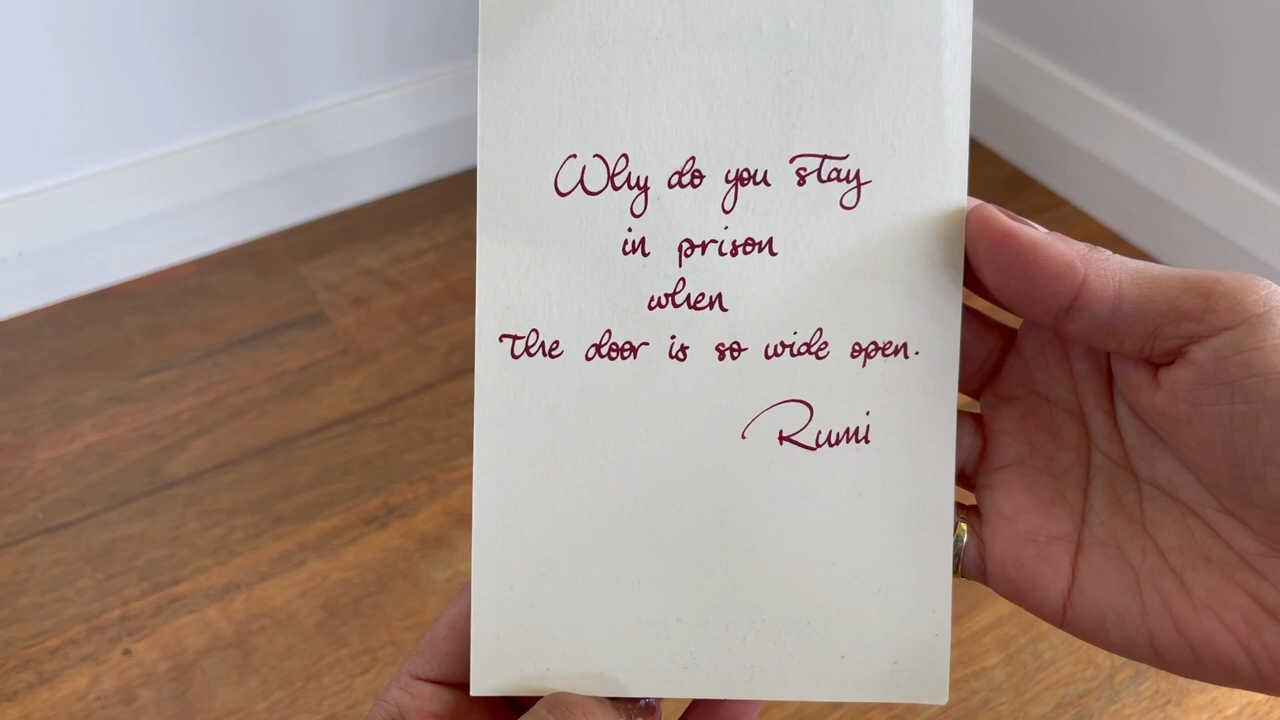 Why do you stay
in prison
when
the door is so wide open.
Rumi